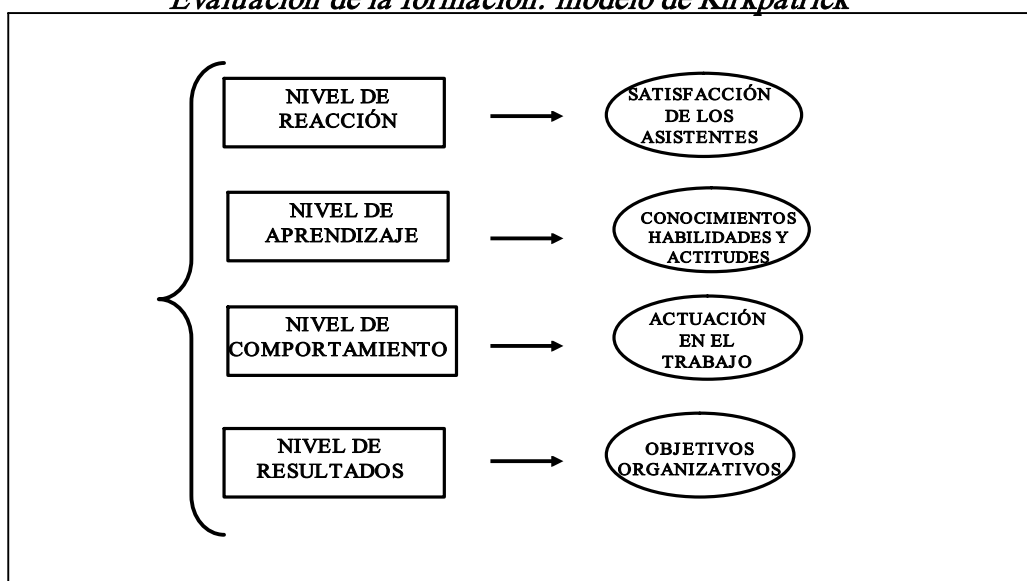 Evaluación de la formación: modelo de Kirkpatrick
NIVEL DE
REACCIÓN
SATISFACCIÓN
DE LOS
ASISTENTES
NIVEL DE
APRENDIZAJE
CONOCIMIENTOS
HABILIDADES Y
ACTITUDES
NIVEL DE
COMPORTAMIENTO
ACTUACIÓN
EN EL
TRABAJO
NIVEL DE
RESULTADOS
OBJETIVOS
ORGANIZATIVOS